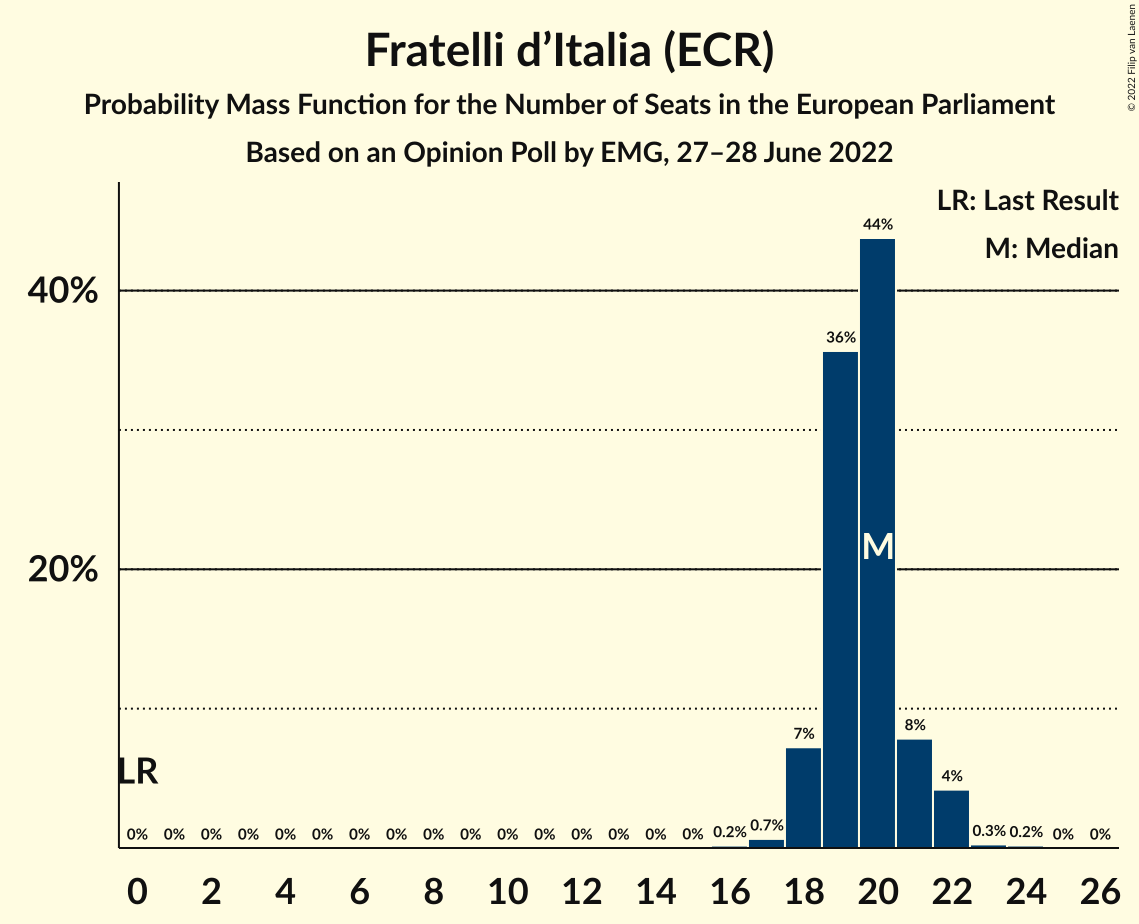 Fratelli d’Italia (ECR)
Probability Mass Function for the Number of Seats in the European Parliament
Based on an Opinion Poll by EMG, 27–28 June 2022
© 2022 Filip van Laenen
LR: Last Result
M: Median
44%
40%
36%
M
20%
8%
7%
LR
4%
0% 0% 0% 0% 0% 0% 0% 0% 0% 0% 0% 0% 0% 0% 0% 0% 0.2% 0.7% 0.3% 0.2% 0% 0%
0 2 4 6 8 10 12 14 16 18 20 22 24 26